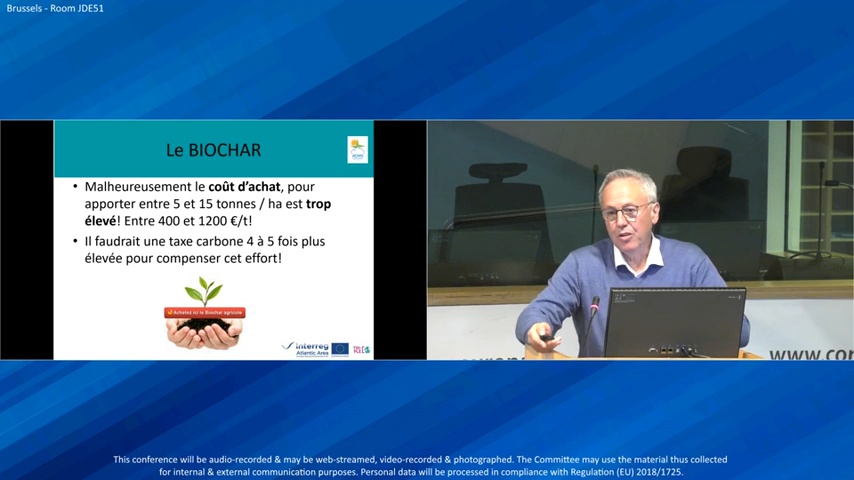 Brussels - Room JDE51
Le BIOCHAR
• Malheureusement le coût d'achat, pour
apporter entre 5 et 15 tonnes / ha est trop
élevé! Entre 400 et 1200 €/t!
• Il faudrait une taxe carbone 4 à 5 fois plus
élevée pour compenser cet effort!
Achetez ici le Biochar agricole
Interreg
Atlantic Area
www.cor
This conference will be audio-recorded & may be web-streamed, video-recorded & photographed. The Committee may use the material thus collected
for internal & external communication purposes. Personal data will be processed in compliance with Regulation (EU) 2018/1725.